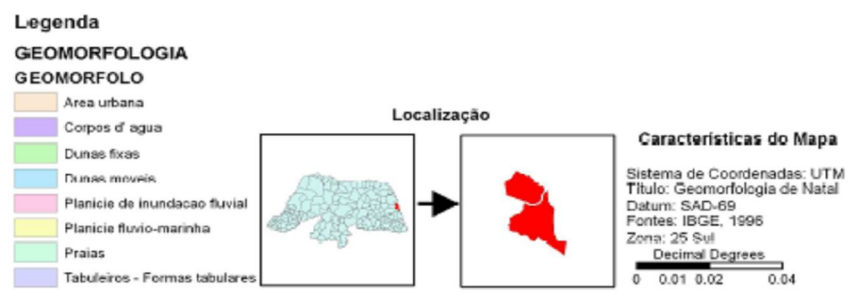 Legenda
GEOMORFOLOGIA
GEOMORFOLO
Area urbana
Corpos d' agua
Dunas fixas
Dunas moveis
Planicie de inundacao fluvial
Planicie fluvio-marinha
Praias
Tabuleiros - Formas tabulares
Localização
Características do Mapa
Sistema de Coordenadas: UTM
Título: Geomorfologia de Natal
Datum: SAD-69
Fontes: IBGE, 1996
Zona: 25 Sul
Decimal Degrees
0 0.01 0.02 0.04